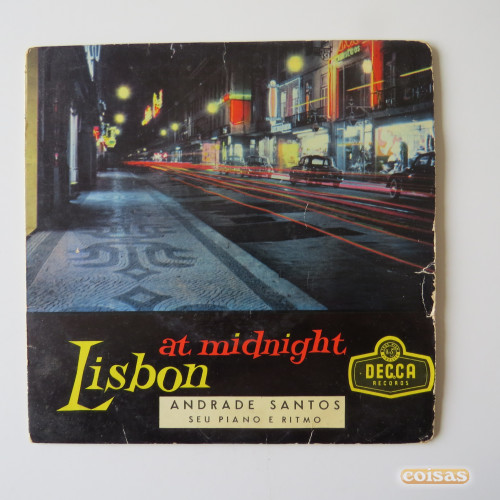 at midnight
Lisbon
DECCA
RECORDS
ANDRADE SANTOS
SEU PIANO E RITMO
coisas